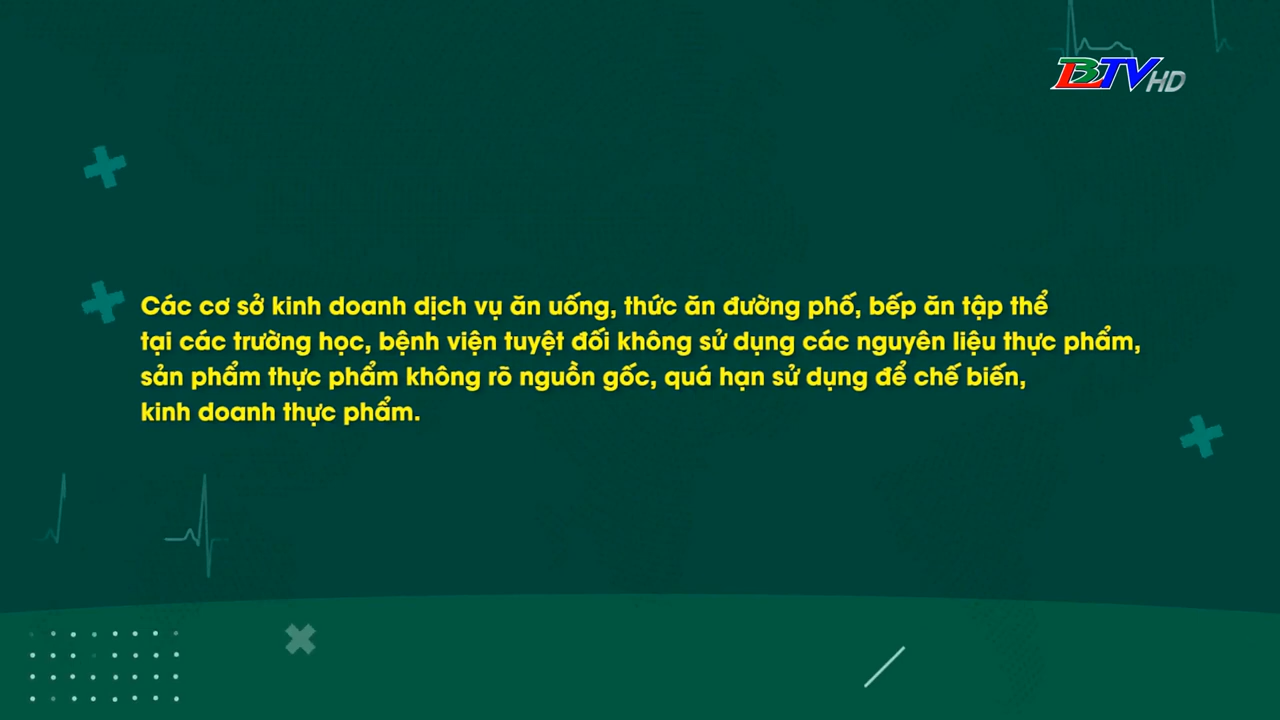 BTV HD
Các cơ sở kinh doanh dịch vụ ăn uống, thức ăn đường phố, bếp ăn tập thể
tại các trường học, bệnh viện tuyệt đối không sử dụng các nguyên liệu thực phẩm,
sản phẩm thực phẩm không rõ nguồn gốc, quá hạn sử dụng để chế biến,
kinh doanh thực phẩm.